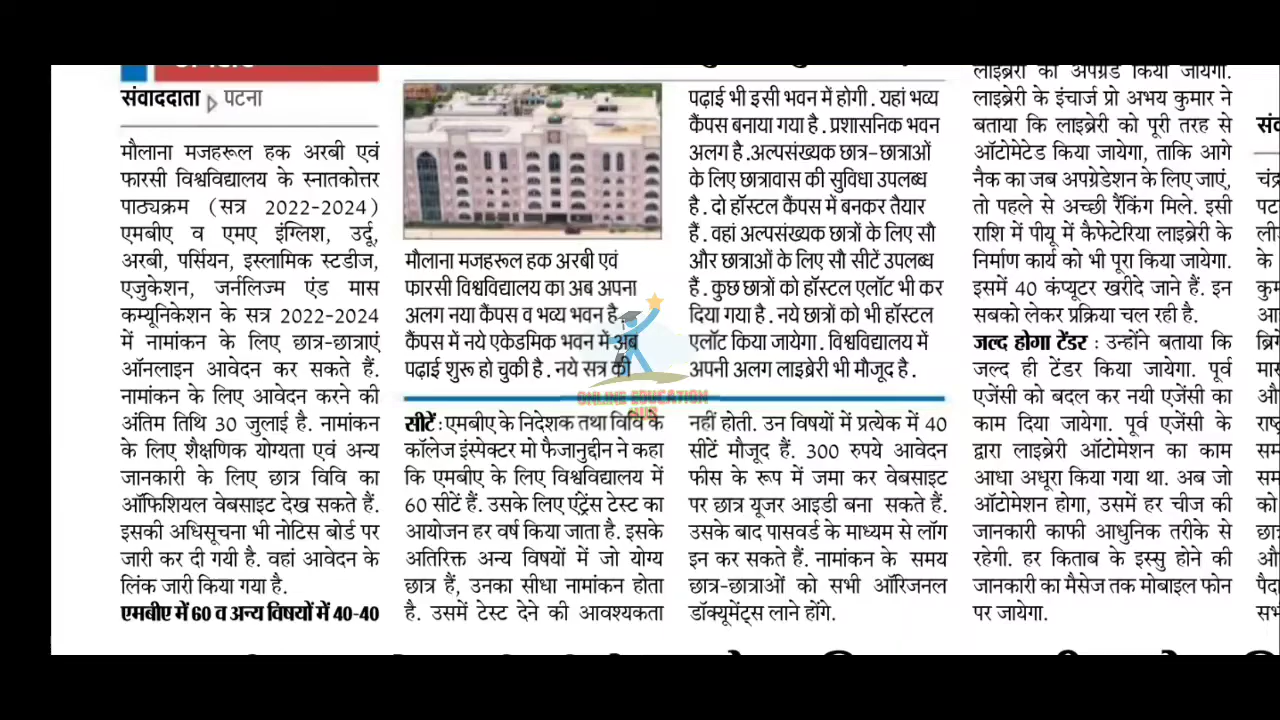 संवाददाता पटना
मौलाना मजहरूल हक अरबी एवं
फारसी विश्वविद्यालय के स्नातकोत्तर
पाठ्यक्रम (सत्र 2022-2024)
एमबीए व एमए इंग्लिश, उर्दू,
अरबी, पर्सियन, इस्लामिक स्टडीज,
एजुकेशन, जर्नलिज्म एंड मास
कम्यूनिकेशन के सत्र 2022-2024
में नामांकन के लिए छात्र-छात्राएं
ऑनलाइन आवेदन कर सकते हैं.
नामांकन के लिए आवेदन करने की
अंतिम तिथि 30 जुलाई है. नामांकन
के लिए शैक्षणिक योग्यता एवं अन्य
जानकारी के लिए छात्र विवि का
ऑफिशियल वेबसाइट देख सकते हैं.
इसकी अधिसूचना भी नोटिस बोर्ड पर
जारी कर दी गयी है. वहां आवेदन के
लिंक जारी किया गया है.
एमबीए में 60 व अन्य विषयों में 40-40
मौलाना मजहरूल हक अरबी एवं
फारसी विश्वविद्यालय का अब अपना
अलग नया कैंपस व भव्य भवन है.
कैंपस में नये एकेडमिक भवन में अब
पढ़ाई शुरू हो चुकी है. नये सत्र की
पढ़ाई भी इसी भवन में होगी. यहां भव्य
कैंपस बनाया गया है. प्रशासनिक भवन
अलग है.अल्पसंख्यक छात्र-छात्राओं
के लिए छात्रावास की सुविधा उपलब्ध
है. दो हॉस्टल कैंपस में बनकर तैयार
हैं. वहां अल्पसंख्यक छात्रों के लिए सौ
और छात्राओं के लिए सौ सीटें उपलब्ध
हैं. कुछ छात्रों को हॉस्टल एलॉट भी कर
दिया गया है. नये छात्रों को भी हॉस्टल
एलॉट किया जायेगा. विश्वविद्यालय में
अपनी अलग लाइब्रेरी भी मौजूद है.
ONLINE EDUCATION
HUB
सीटें : एमबीए के निदेशक तथा विवि के
कॉलेज इंस्पेक्टर मो फैजानुद्दीन ने कहा
कि एमबीए के लिए विश्वविद्यालय में
60 सीटें हैं. उसके लिए एंट्रेंस टेस्ट का
आयोजन हर वर्ष किया जाता है. इसके
अतिरिक्त अन्य विषयों में जो योग्य
छात्र हैं, उनका सीधा नामांकन होता
है. उसमें टेस्ट देने की आवश्यकता
नहीं होती. उन विषयों में प्रत्येक में 40
सीटें मौजूद हैं. 300 रुपये आवेदन
फीस के रूप में जमा कर वेबसाइट
पर छात्र यूजर आइडी बना सकते हैं.
उसके बाद पासवर्ड के माध्यम से लॉग
इन कर सकते हैं. नामांकन के समय
छात्र-छात्राओं को सभी ऑरिजनल
डॉक्यूमेंट्स लाने होंगे.
लाइब्रेरी को अपग्रेड किया जायेगा.
लाइब्रेरी के इंचार्ज प्रो अभय कुमार ने
बताया कि लाइब्रेरी को पूरी तरह से
ऑटोमेटेड किया जायेगा, ताकि आगे
नैक का जब अपग्रेडेशन के लिए जाएं,
तो पहले से अच्छी रैंकिंग मिले. इसी
राशि में पीयू में कैफेटेरिया लाइब्रेरी के
निर्माण कार्य को भी पूरा किया जायेगा.
इसमें 40 कंप्यूटर खरीदे जाने हैं. इन
सबको लेकर प्रक्रिया चल रही है.
जल्द होगा टेंडर : उन्होंने बताया कि
जल्द ही टेंडर किया जायेगा. पूर्व
एजेंसी को बदल कर नयी एजेंसी का
काम दिया जायेगा. पूर्व एजेंसी के
द्वारा लाइब्रेरी ऑटोमेशन का काम
आधा अधूरा किया गया था. अब जो
ऑटोमेशन होगा, उसमें हर चीज की
जानकारी काफी आधुनिक तरीके से
रहेगी. हर किताब के इस्सु होने की
जानकारी का मैसेज तक मोबाइल फोन
पर जायेगा.